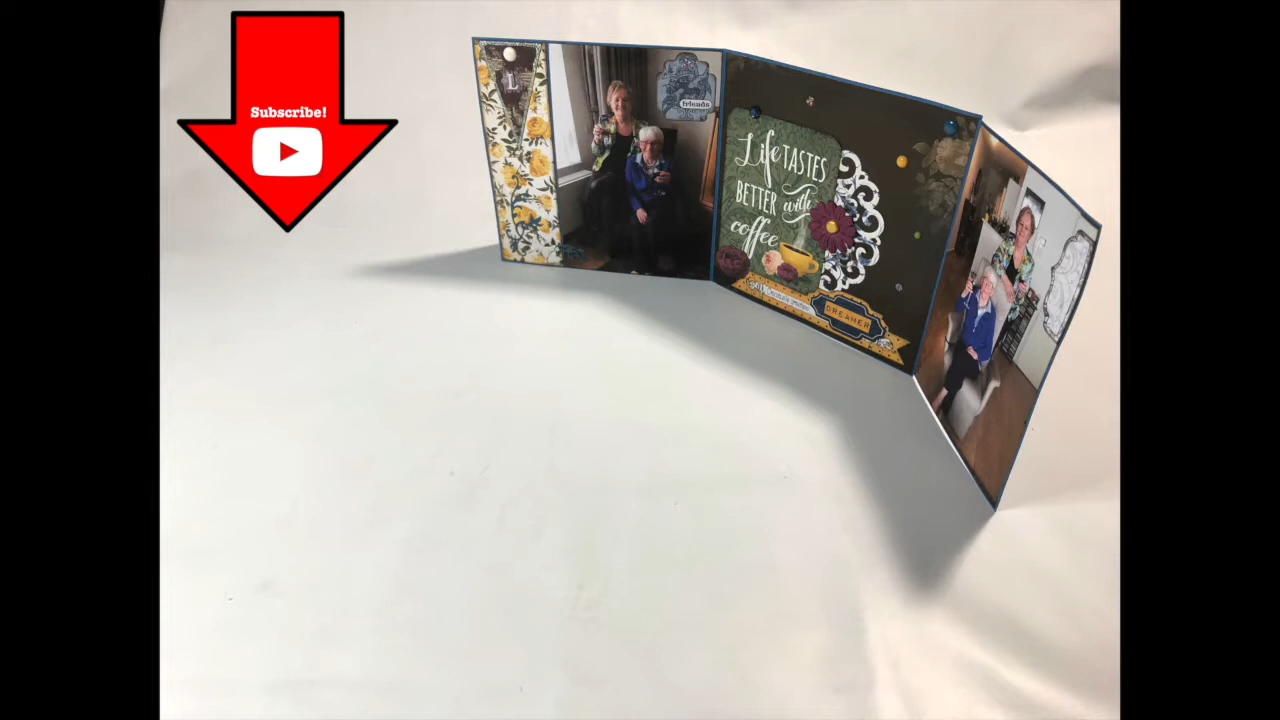 Subscribe!
L
friends
Life TASTES
BETTER with
coffee
DREAMER